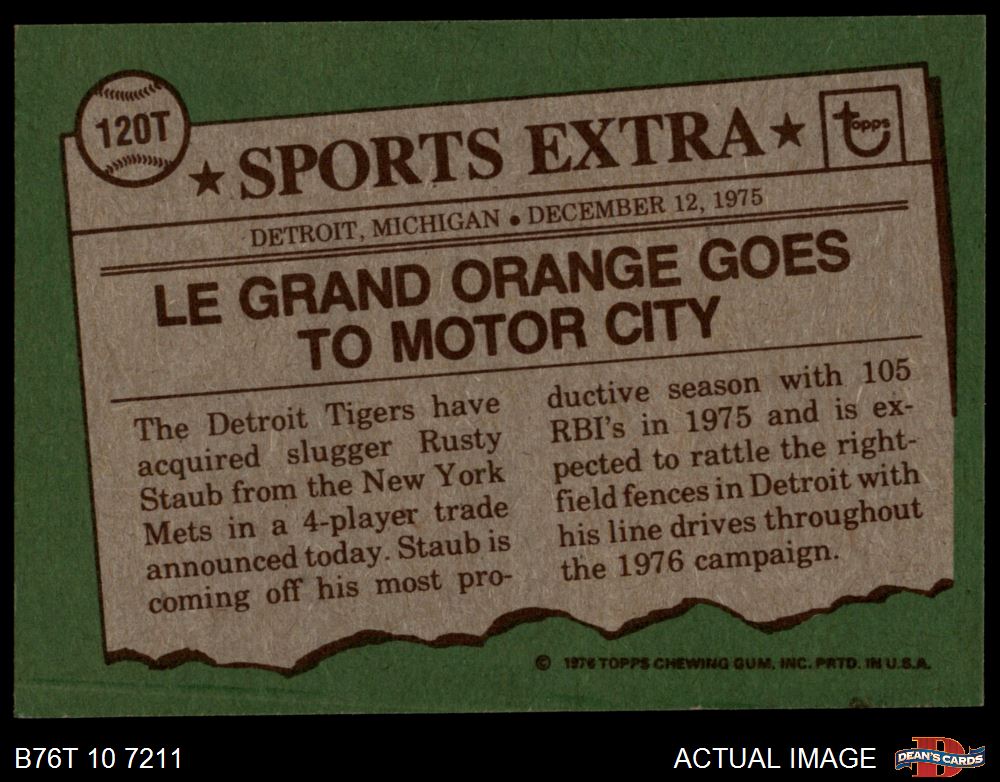 120T
★ SPORTS EXTRA ★
topps
DETROIT, MICHIGAN • DECEMBER 12, 1975
LE GRAND ORANGE GOES
TO MOTOR CITY
The Detroit Tigers have
acquired slugger Rusty
Staub from the New York
Mets in a 4-player trade
announced today. Staub is
coming off his most pro-
ductive season with 105
RBI's in 1975 and is ex-
pected to rattle the right-
field fences in Detroit with
his line drives throughout
the 1976 campaign.
© 1976 TOPPS CHEWING GUM, INC. PRTD. IN U.S.A.
B76T 10 7211
ACTUAL IMAGE
D
DEAN'S CARDS